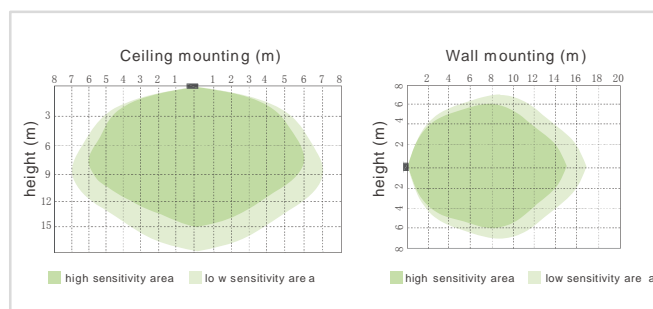 Ceiling mounting (m)
8 7 6 5 4 3 2 1 1 2 3 4 5 6 7 8
height (m)
3
6
9
12
15
high sensitivity area
lo w sensitivity are a
Wall mounting (m)
2 4 6 8 10 12 14 16 18 20
height (m)
8
6
4
2
2
4
6
8
high sensitivity area
low sensitivity are a